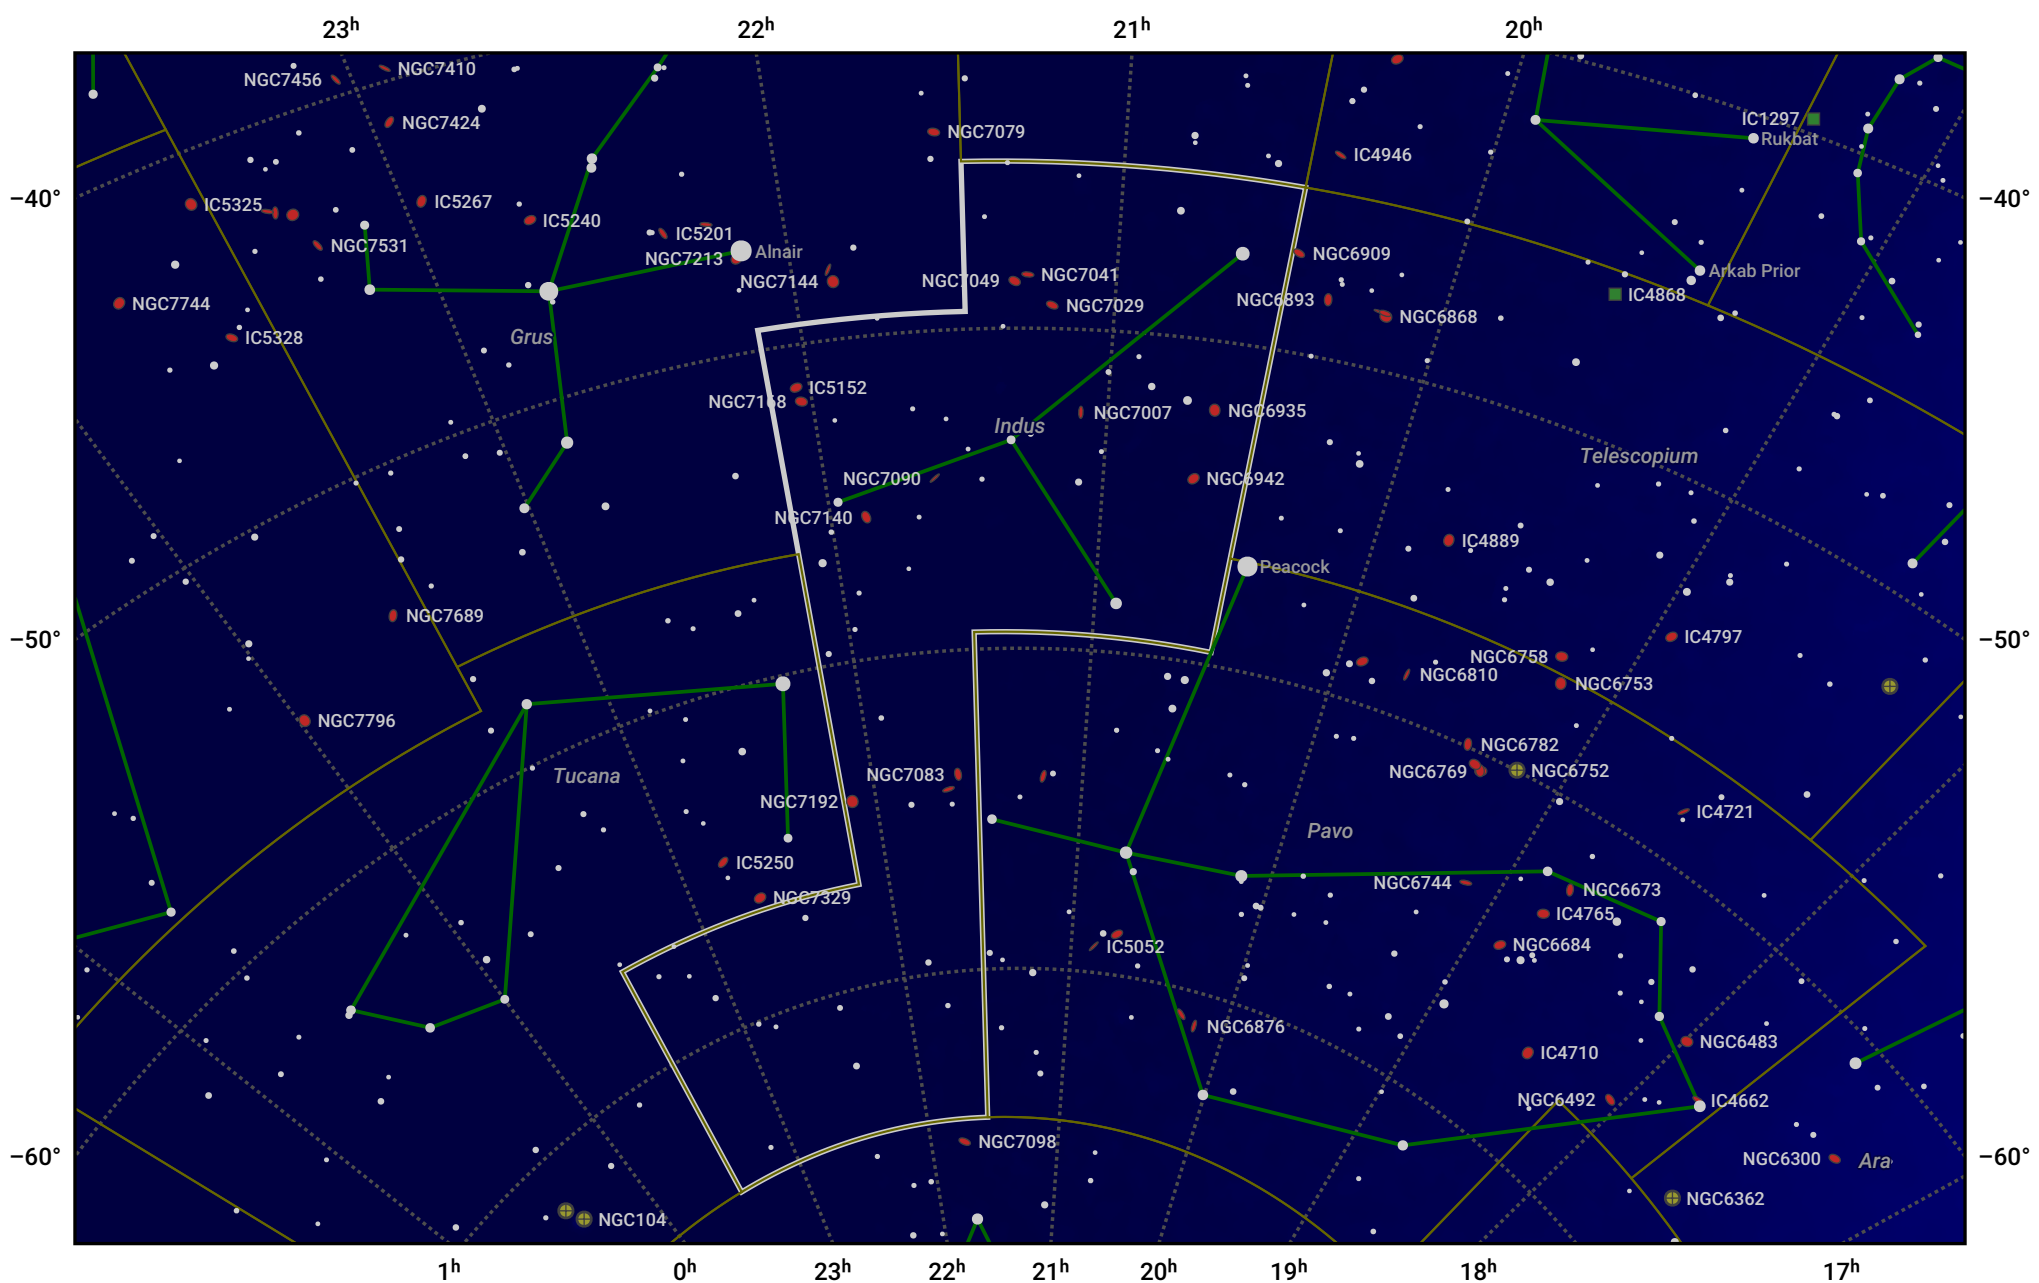 23h 22h 21h 20h
NGC7456 NGC7410
NGC7424 NGC7079 IC1297
Rukbat
IC4946
−40° IC5325 IC5267 −40°
IC5240
IC5201
NGC7531 Alnair NGC6909
NGC7213
Arkab Prior
NGC7144 NGC7049 NGC7041
NGC7744 NGC7029 NGC6893 IC4868
NGC6868
IC5328 Grus
IC5152
NGC7168 NGC7007 NGC6935
Indus
Telescopium
NGC7090 NGC6942
NGC7140
IC4889
Peacock
NGC7689
−50° IC4797 −50°
NGC6758
NGC6810 NGC6753
NGC7796
NGC6782
Tucana NGC7083 NGC6769 NGC6752
NGC7192 IC4721
Pavo
IC5250
NGC6744 NGC6673
NGC7329 IC4765
IC5052 NGC6684
NGC6876
NGC6483
IC4710
NGC6492 IC4662
−60° NGC7098 NGC6300 Ara −60°
NGC6362
NGC104
1h 0h 23h 22h 21h 20h 19h 18h 17h